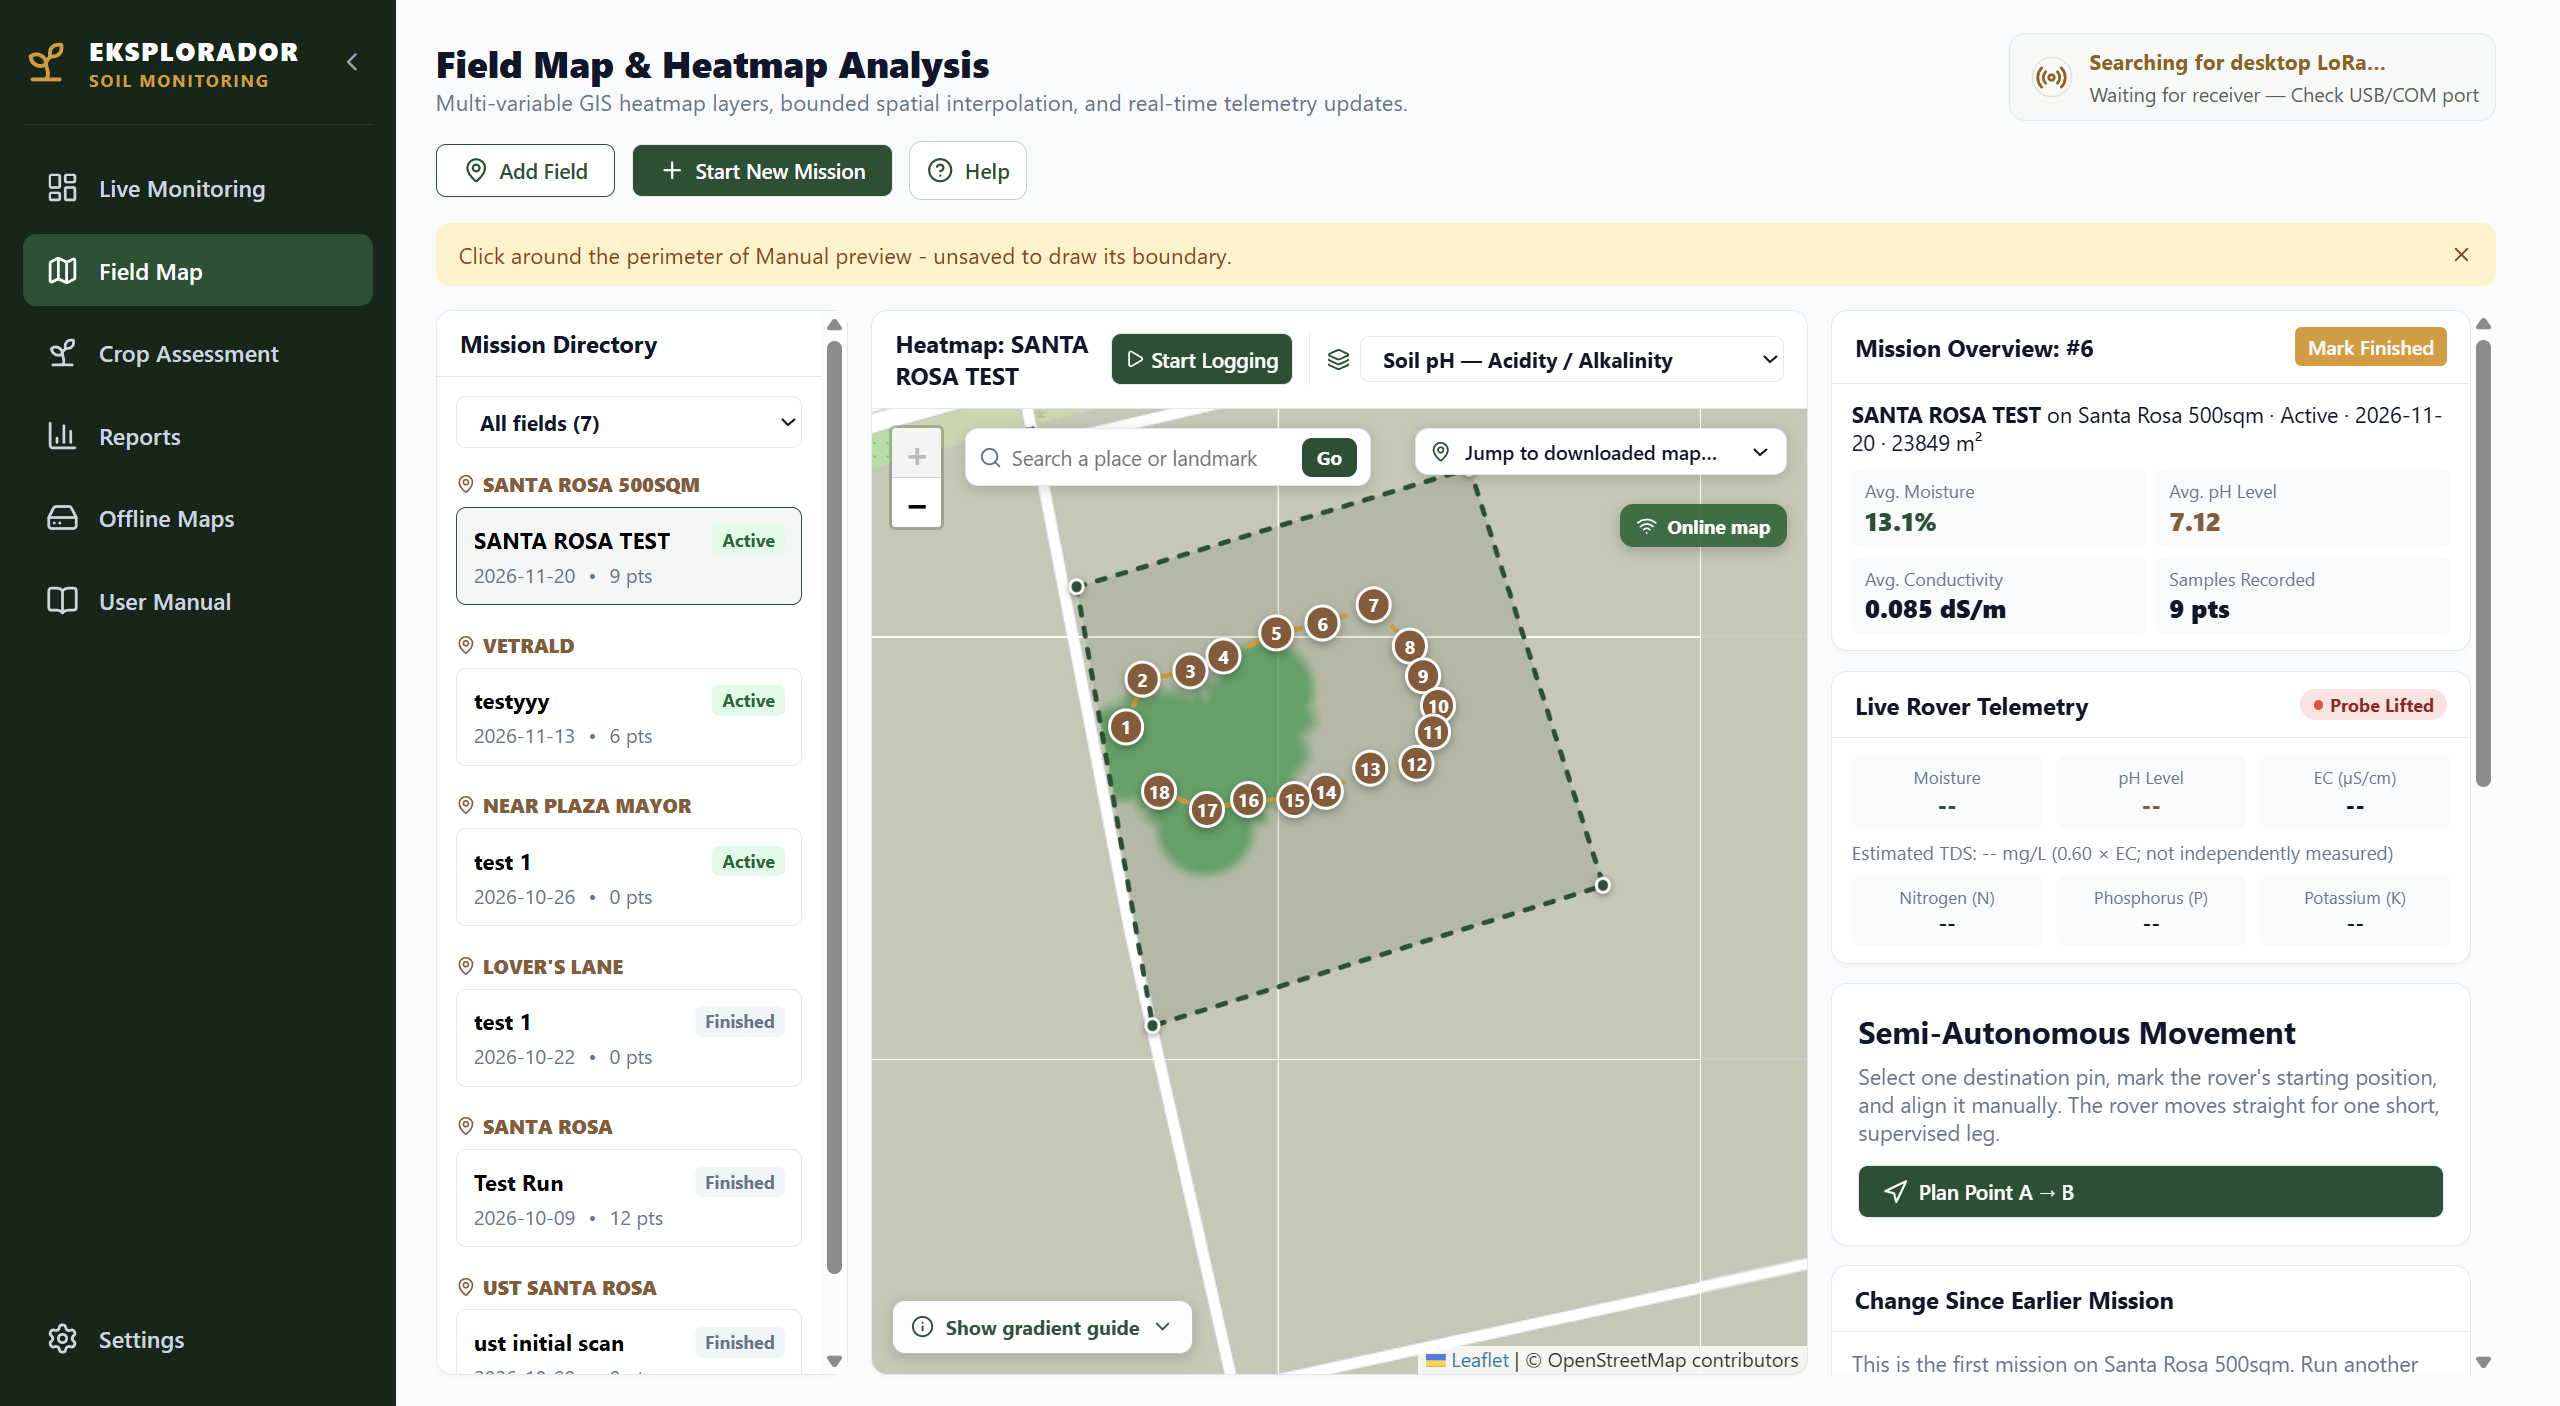 EKSPLORADOR
SOIL MONITORING
Live Monitoring
Field Map
Crop Assessment
Reports
Offline Maps
User Manual
Settings
Field Map & Heatmap Analysis
Multi-variable GIS heatmap layers, bounded spatial interpolation, and real-time telemetry updates.
Searching for desktop LoRa...
Waiting for receiver — Check USB/COM port
Add Field
Start New Mission
Help
Click around the perimeter of Manual preview - unsaved to draw its boundary.
Mission Directory
All fields (7)
SANTA ROSA 500SQM
SANTA ROSA TEST
Active
2026-11-20 • 9 pts
VETRALD
testyyy
Active
2026-11-13 • 6 pts
NEAR PLAZA MAYOR
test 1
Active
2026-10-26 • 0 pts
LOVER'S LANE
test 1
Finished
2026-10-22 • 0 pts
SANTA ROSA
Test Run
Finished
2026-10-09 • 12 pts
UST SANTA ROSA
ust initial scan
Finished
Heatmap: SANTA
ROSA TEST
Start Logging
Soil pH — Acidity / Alkalinity
+
−
Search a place or landmark
Go
Jump to downloaded map...
Online map
1
2
3
4
5
6
7
8
9
10
11
12
13
14
15
16
17
18
Show gradient guide
Leaflet | © OpenStreetMap contributors
Mission Overview: #6
Mark Finished
SANTA ROSA TEST on Santa Rosa 500sqm · Active · 2026-11-
20 · 23849 m²
Avg. Moisture
13.1%
Avg. pH Level
7.12
Avg. Conductivity
0.085 dS/m
Samples Recorded
9 pts
Live Rover Telemetry
Probe Lifted
Moisture
--
pH Level
--
EC (µS/cm)
--
Estimated TDS: -- mg/L (0.60 × EC; not independently measured)
Nitrogen (N)
--
Phosphorus (P)
--
Potassium (K)
--
Semi-Autonomous Movement
Select one destination pin, mark the rover's starting position,
and align it manually. The rover moves straight for one short,
supervised leg.
Plan Point A → B
Change Since Earlier Mission
This is the first mission on Santa Rosa 500sqm. Run another